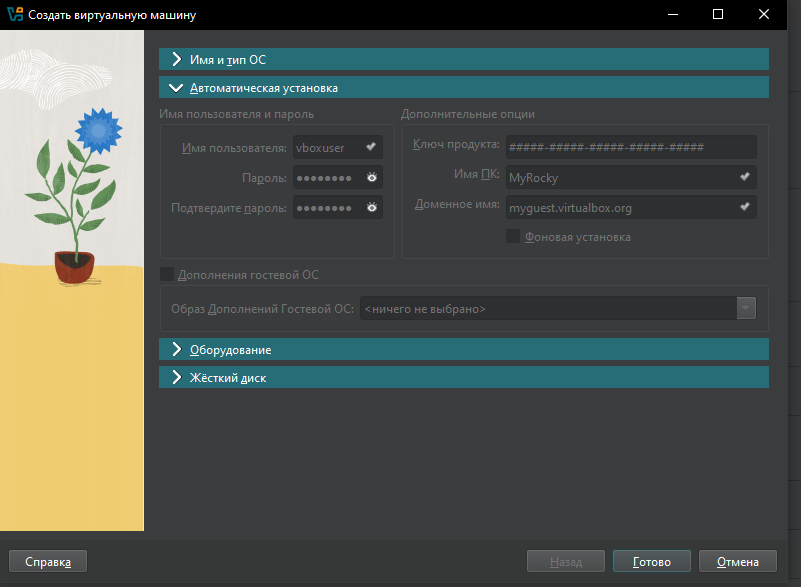 Создать виртуальную машину
Имя и тип ОС
Автоматическая установка
Имя пользователя и пароль
Дополнительные опции
Имя пользователя: vboxuser
Ключ продукта: #####-#####-#####-#####-#####
Пароль: ●●●●●●●●
Имя ПК: MyRocky
Подтвердите пароль: ●●●●●●●●
Доменное имя: myguest.virtualbox.org
Фоновая установка
Дополнения гостевой ОС
Образ Дополнений Гостевой ОС: <ничего не выбрано>
Оборудование
Жёсткий диск
Справка
Назад
Готово
Отмена